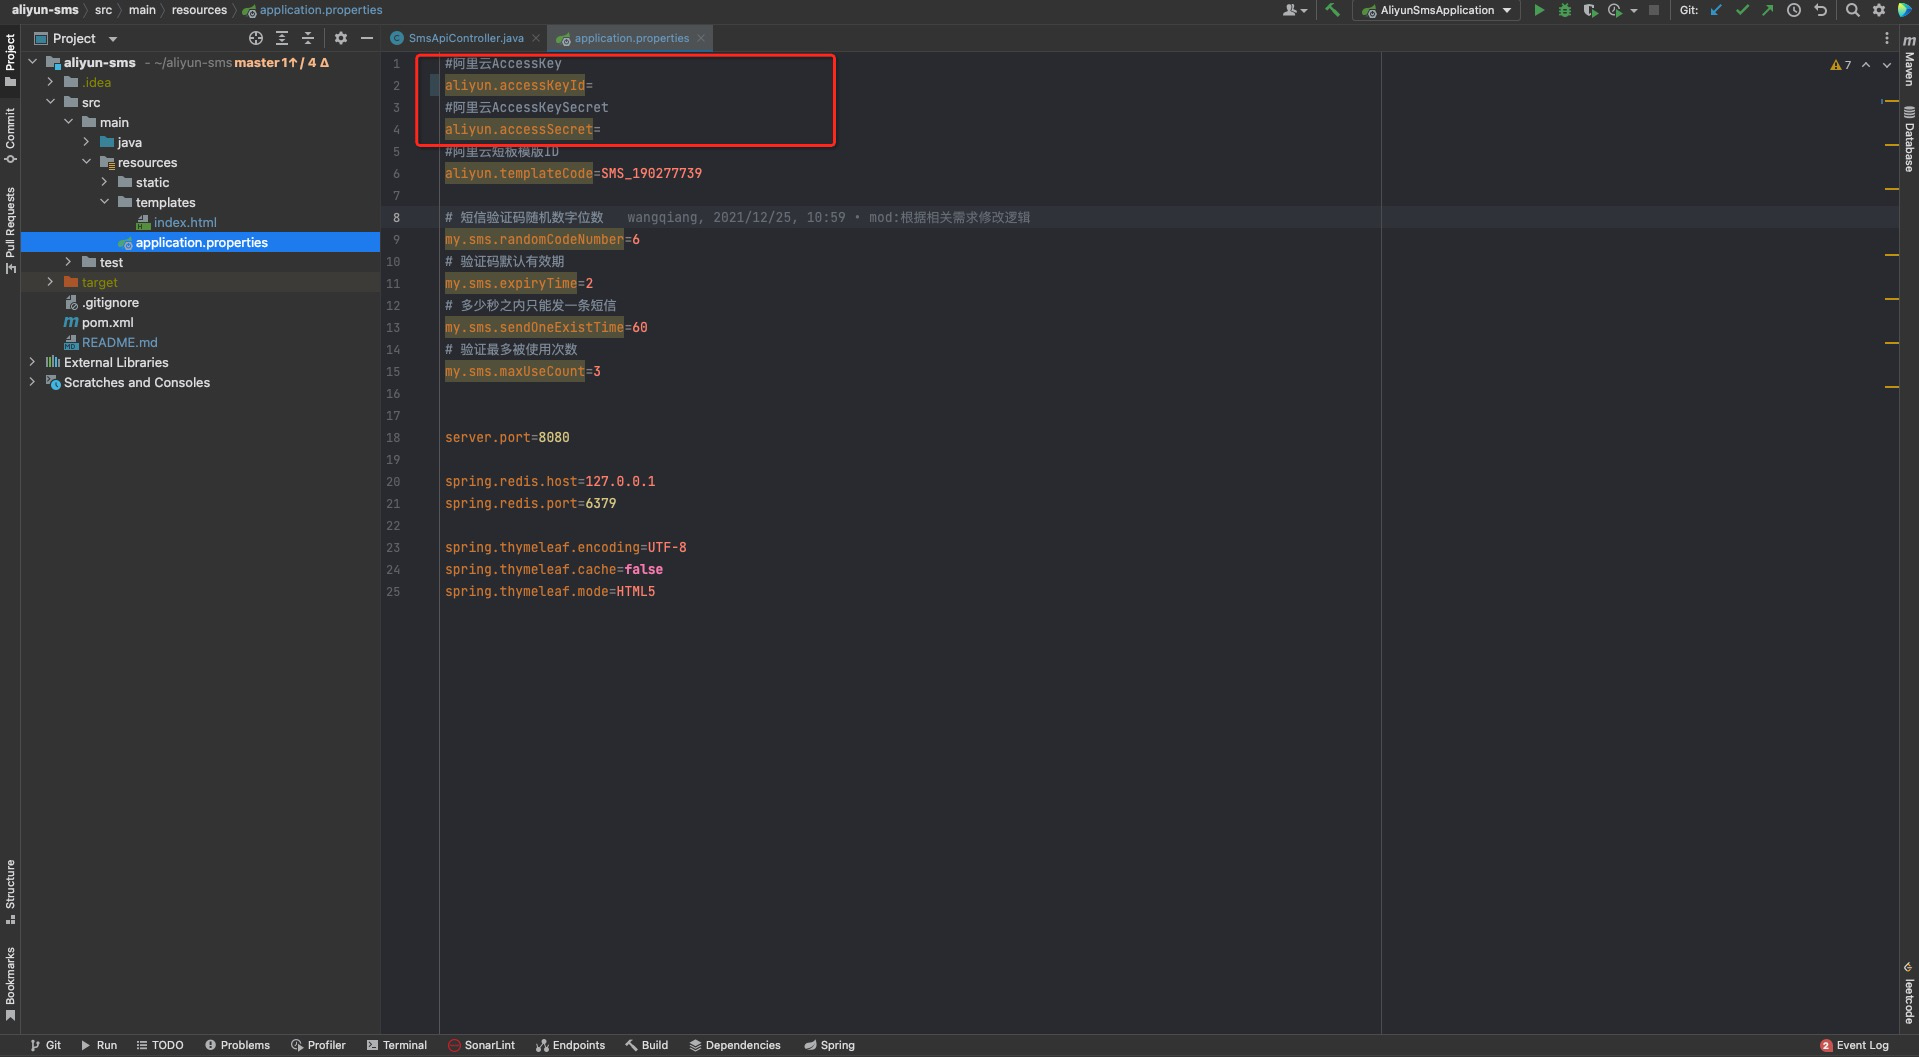 aliyun-sms src main resources application.properties
AliyunSmsApplication Git:
Project
SmsApiController.java application.properties
aliyun-sms - ~/aliyun-sms master 1↑ / 4 Δ
.idea
src
main
java
resources
static
templates
index.html
application.properties
test
target
.gitignore
pom.xml
README.md
External Libraries
Scratches and Consoles
Project
Commit
Pull Requests
Structure
Bookmarks
1 #阿里云AccessKey
2 aliyun.accessKeyId=
3 #阿里云AccessKeySecret
4 aliyun.accessSecret=
5 #阿里云短板模版ID
6 aliyun.templateCode=SMS_190277739
7
8 # 短信验证码随机数字位数 wangqiang, 2021/12/25, 10:59 • mod:根据相关需求修改逻辑
9 my.sms.randomCodeNumber=6
10 # 验证码默认有效期
11 my.sms.expiryTime=2
12 # 多少秒之内只能发一条短信
13 my.sms.sendOneExistTime=60
14 # 验证最多被使用次数
15 my.sms.maxUseCount=3
16
17
18 server.port=8080
19
20 spring.redis.host=127.0.0.1
21 spring.redis.port=6379
22
23 spring.thymeleaf.encoding=UTF-8
24 spring.thymeleaf.cache=false
25 spring.thymeleaf.mode=HTML5
7
Maven
Database
leetcode
Git Run TODO Problems Profiler Terminal SonarLint Endpoints Build Dependencies Spring
2 Event Log